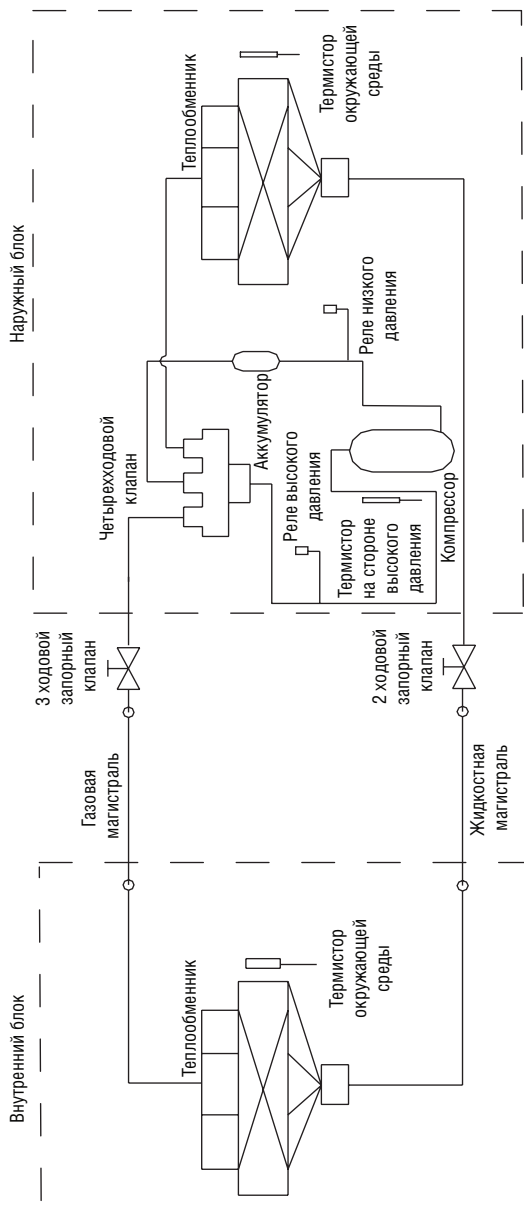 Внутренний блок
Теплообменник
Термистор
окружающей
среды
Газовая
магистраль
Жидкостная
магистраль
3 ходовой
запорный
клапан
2 ходовой
запорный
клапан
Наружный блок
Четырехходовой
клапан
Аккумулятор
Реле высокого
давления
Термистор
на стороне
высокого
давления
Компрессор
Реле низкого
давления
Теплообменник
Термистор
окружающей
среды